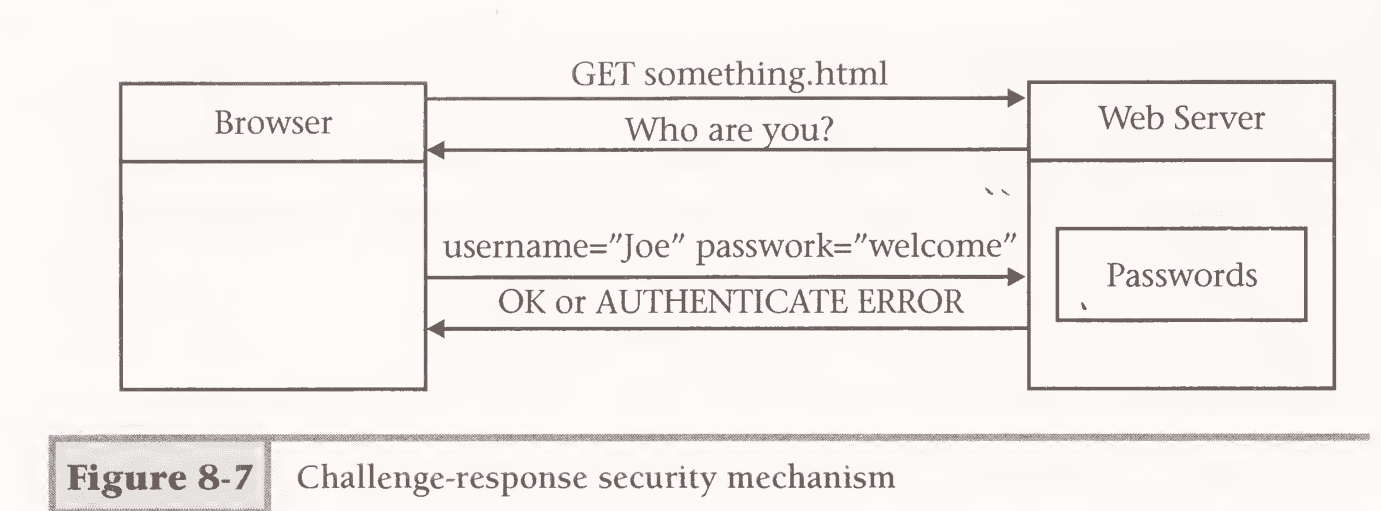 GET something.html
Browser
Web Server
Who are you?
username="Joe" passwork="welcome"
Passwords
OK or AUTHENTICATE ERROR
Figure 8-7 Challenge-response security mechanism